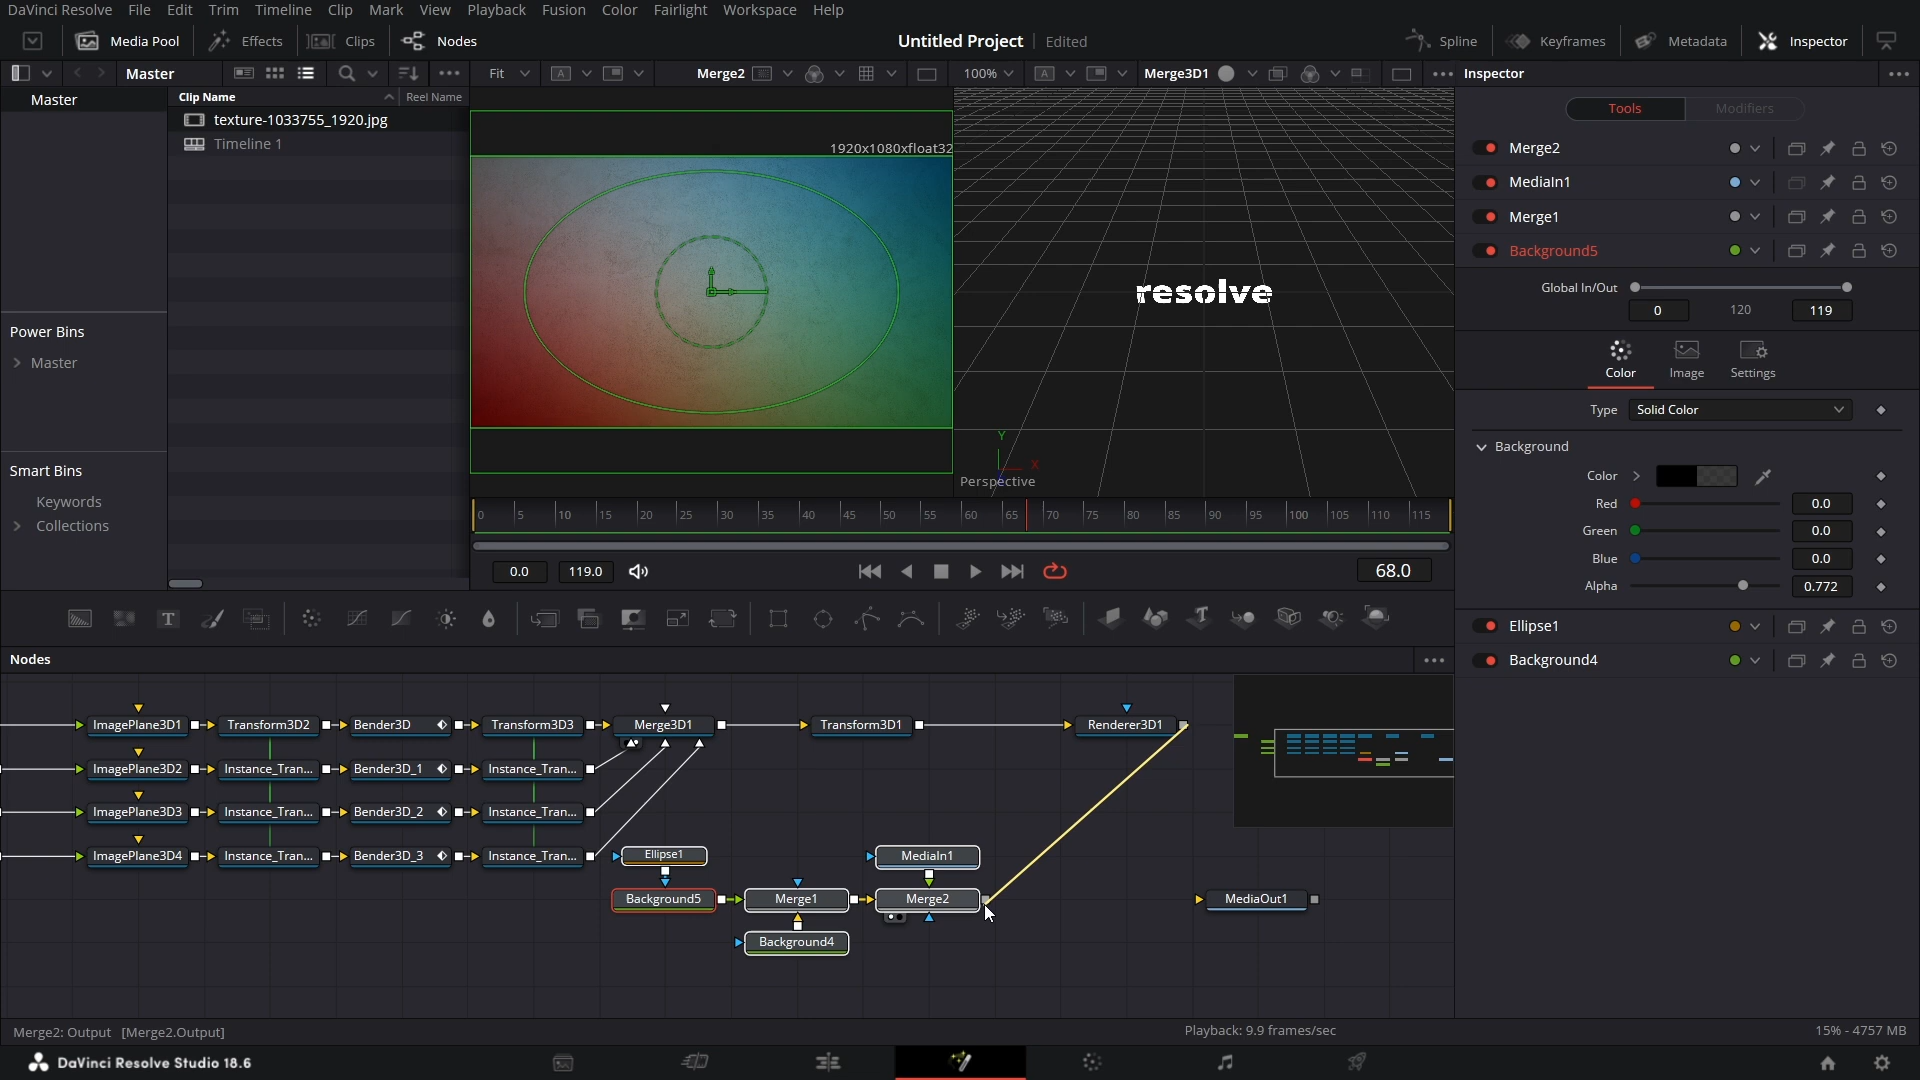 DaVinci Resolve File Edit Trim Timeline Clip Mark View Playback Fusion Color Fairlight Workspace Help
Media Pool Effects Clips Nodes Untitled Project Edited Spline Keyframes Metadata Inspector
Master Fit Merge2 100% Merge3D1 Inspector
Master
Clip Name Reel Name
texture-1033755_1920.jpg
Timeline 1
Power Bins
Master
Smart Bins
Keywords
Collections
1920x1080xfloat32
resolve
Y
X
Perspective
0 5 10 15 20 25 30 35 40 45 50 55 60 65 70 75 80 85 90 95 100 105 110 115
0.0 119.0 68.0
Tools Modifiers
Merge2
MediaIn1
Merge1
Background5
Global In/Out
0 120 119
Color Image Settings
Type Solid Color
Background
Color
Red 0.0
Green 0.0
Blue 0.0
Alpha 0.772
Ellipse1
Background4
Nodes
ImagePlane3D1 Transform3D2 Bender3D Transform3D3 Merge3D1 Transform3D1 Renderer3D1
ImagePlane3D2 Instance_Tran... Bender3D_1 Instance_Tran...
ImagePlane3D3 Instance_Tran... Bender3D_2 Instance_Tran...
ImagePlane3D4 Instance_Tran... Bender3D_3 Instance_Tran... Ellipse1 MediaIn1
Background5 Merge1 Merge2 MediaOut1
Background4
Merge2: Output [Merge2.Output] Playback: 9.9 frames/sec 15% - 4757 MB
DaVinci Resolve Studio 18.6